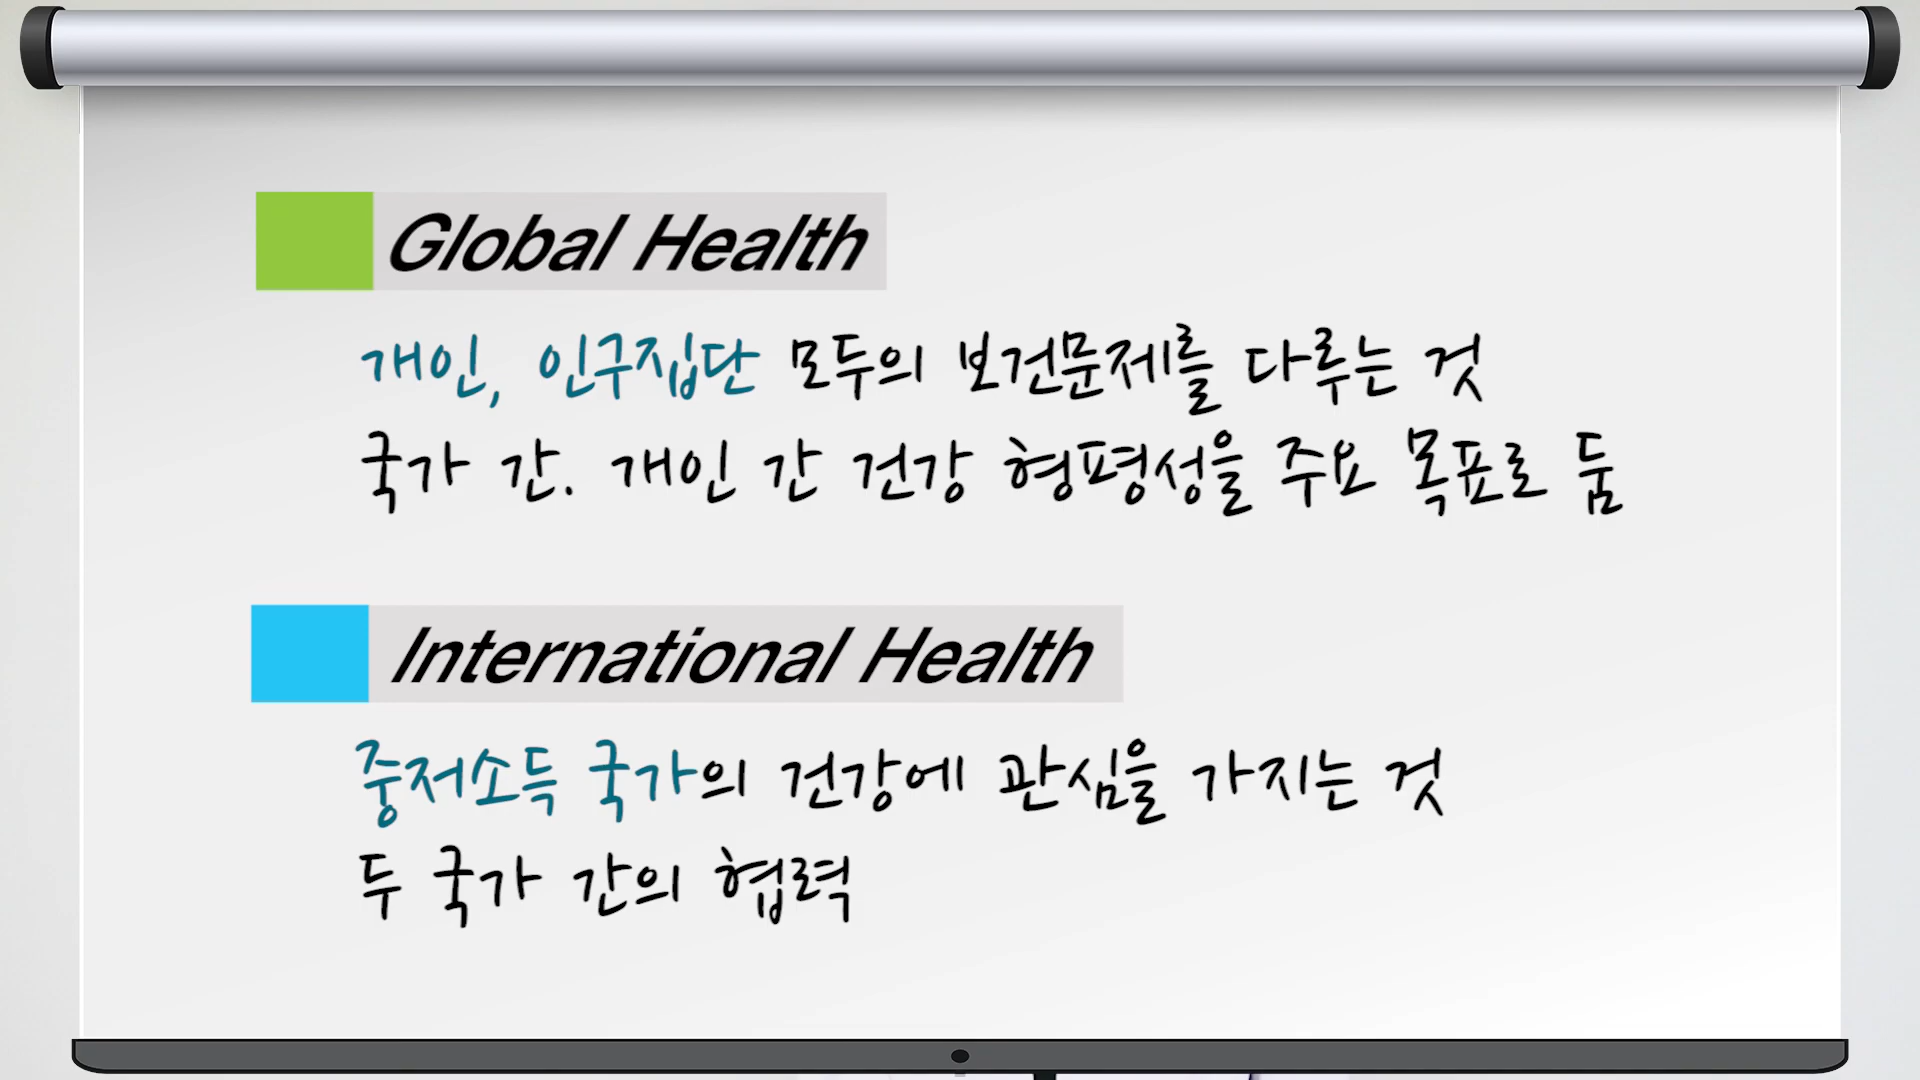 Global Health
개인, 인구집단 모두의 보건문제를 다루는 것
국가 간. 개인 간 건강 형평성을 주요 목표로 둠
International Health
중저소득 국가의 건강에 관심을 가지는 것
두 국가 간의 협력